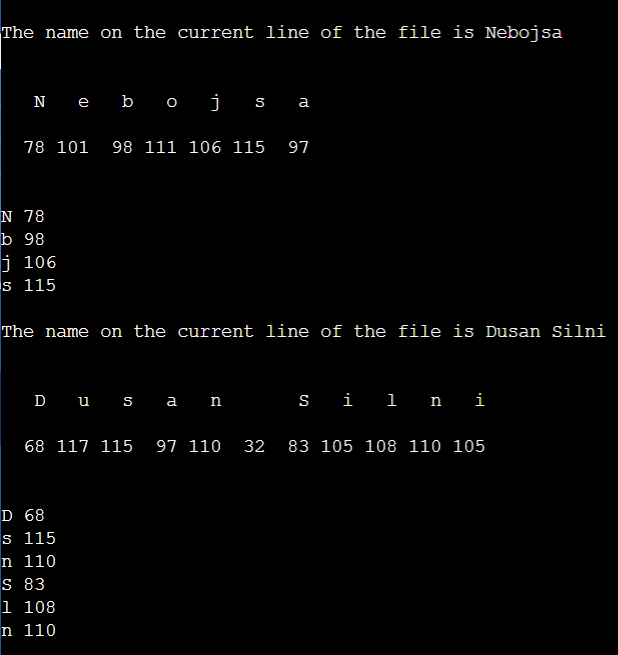 The name on the current line of the file is Nebojsa
N e b o j s a
78 101 98 111 106 115 97
N 78
b 98
j 106
s 115
The name on the current line of the file is Dusan Silni
D u s a n S i l n i
68 117 115 97 110 32 83 105 108 110 105
D 68
s 115
n 110
S 83
l 108
n 110